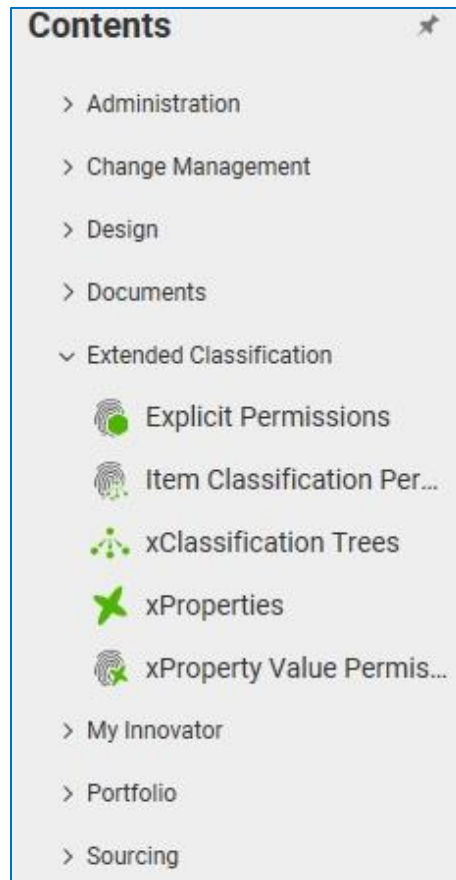 Contents
Administration
Change Management
Design
Documents
Extended Classification
Explicit Permissions
Item Classification Per...
xClassification Trees
xProperties
xProperty Value Permis...
My Innovator
Portfolio
Sourcing